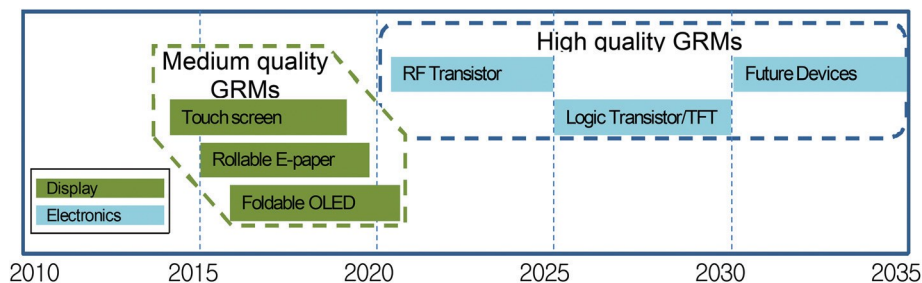 High quality GRMs
Medium quality
GRMs
RF Transistor
Future Devices
Touch screen
Logic Transistor/TFT
Rollable E-paper
Foldable OLED
Display
Electronics
2010
2015
2020
2025
2030
2035